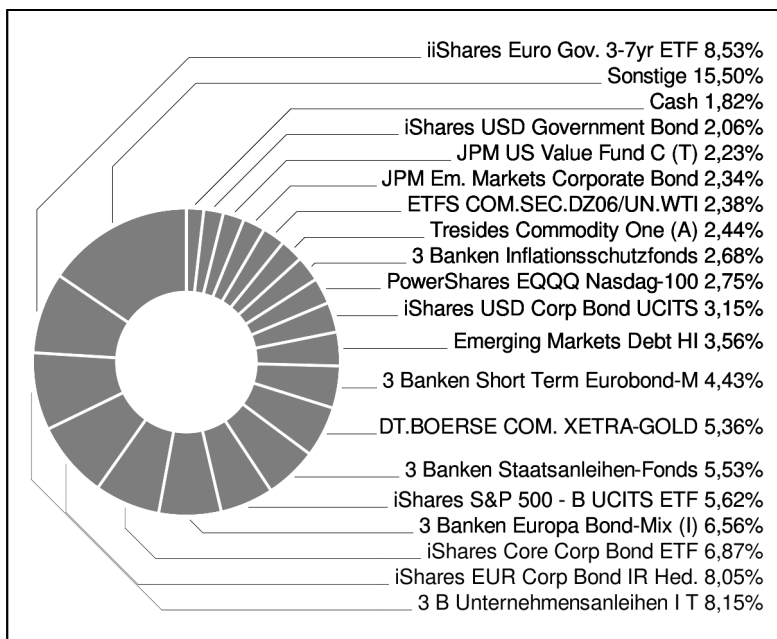 iiShares Euro Gov. 3-7yr ETF 8,53%
Sonstige 15,50%
Cash 1,82%
iShares USD Government Bond 2,06%
JPM US Value Fund C (T) 2,23%
JPM Em. Markets Corporate Bond 2,34%
ETFS COM.SEC.DZ06/UN.WTI 2,38%
Tresides Commodity One (A) 2,44%
3 Banken Inflationsschutzfonds 2,68%
PowerShares EQQQ Nasdag-100 2,75%
iShares USD Corp Bond UCITS 3,15%
Emerging Markets Debt HI 3,56%
3 Banken Short Term Eurobond-M 4,43%
DT.BOERSE COM. XETRA-GOLD 5,36%
3 Banken Staatsanleihen-Fonds 5,53%
iShares S&P 500 - B UCITS ETF 5,62%
3 Banken Europa Bond-Mix (I) 6,56%
iShares Core Corp Bond ETF 6,87%
iShares EUR Corp Bond IR Hed. 8,05%
3 B Unternehmensanleihen I T 8,15%